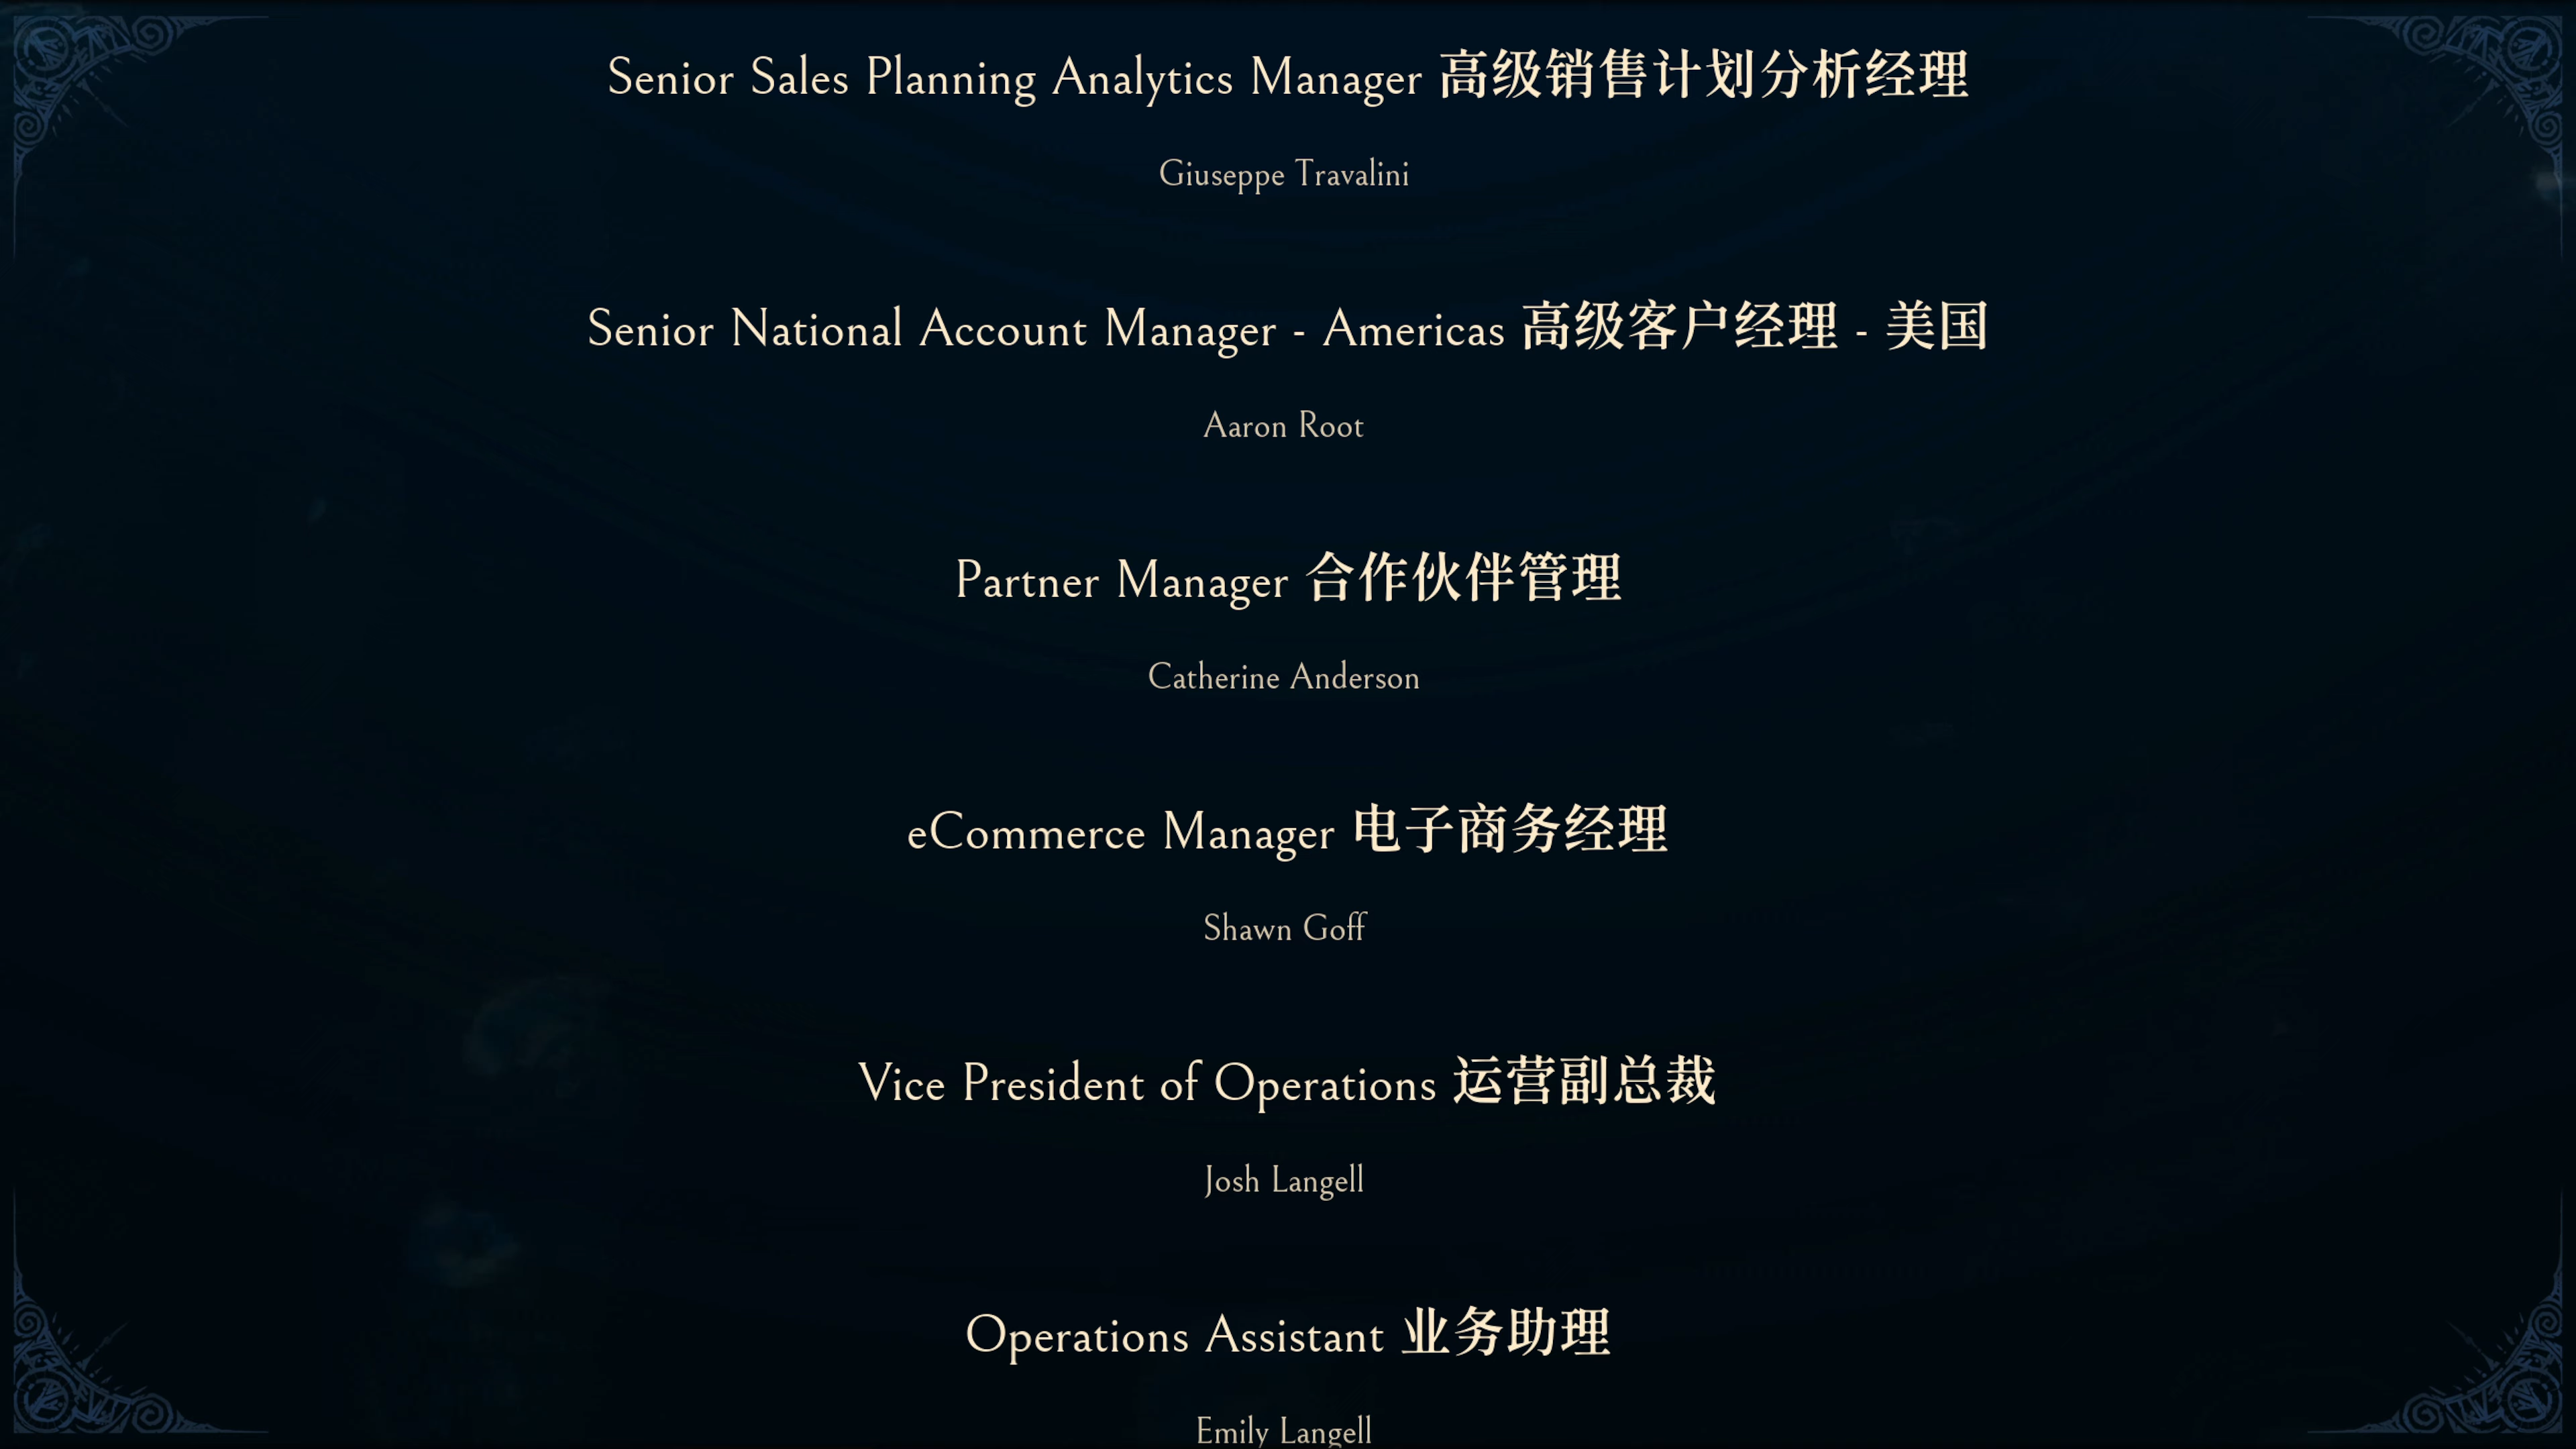 Senior Sales Planning Analytics Manager 高级销售计划分析经理
Giuseppe Travalini
Senior National Account Manager - Americas 高级客户经理 - 美国
Aaron Root
Partner Manager 合作伙伴管理
Catherine Anderson
eCommerce Manager 电子商务经理
Shawn Goff
Vice President of Operations 运营副总裁
Josh Langell
Operations Assistant 业务助理
Emily Langell